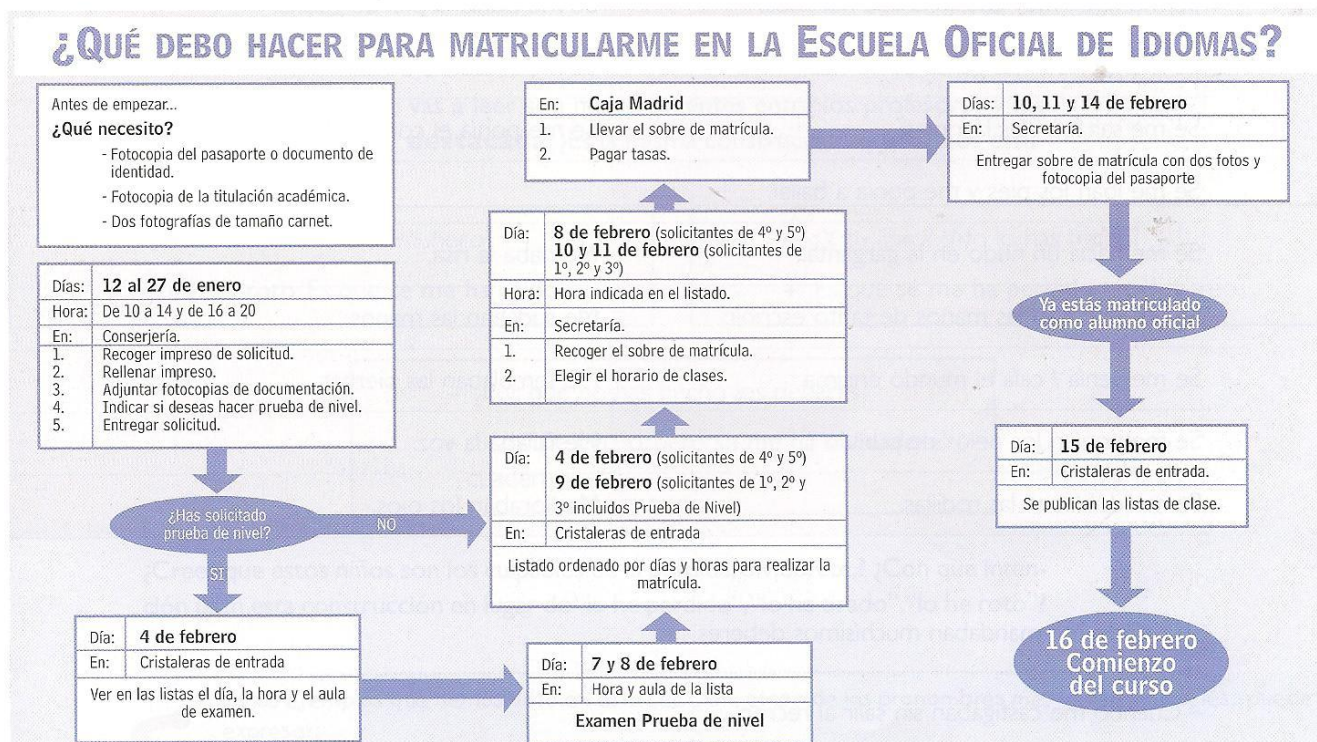 ¿QUÉ DEBO HACER PARA MATRICULARME EN LA ESCUELA OFICIAL DE IDIOMAS?
Antes de empezar...
¿Qué necesito?
- Fotocopia del pasaporte o documento de
identidad.
- Fotocopia de la titulación académica.
- Dos fotografías de tamaño carnet.
Días: 12 al 27 de enero
Hora: De 10 a 14 y de 16 a 20
En: Conserjería.
1. Recoger impreso de solicitud.
2. Rellenar impreso.
3. Adjuntar fotocopias de documentación.
4. Indicar si deseas hacer prueba de nivel.
5. Entregar solicitud.
¿Has solicitado
prueba de nivel?
NO
SI
Día: 4 de febrero
En: Cristaleras de entrada
Ver en las listas el día, la hora y el aula
de examen.
Día: 7 y 8 de febrero
En: Hora y aula de la lista
Examen Prueba de nivel
Día: 4 de febrero (solicitantes de 4º y 5º)
9 de febrero (solicitantes de 1º, 2º y
3º incluidos Prueba de Nivel)
En: Cristaleras de entrada
Listado ordenado por días y horas para realizar la
matrícula.
Día: 8 de febrero (solicitantes de 4º y 5º)
10 y 11 de febrero (solicitantes de
1º, 2º y 3º)
Hora: Hora indicada en el listado.
En: Secretaría.
1. Recoger el sobre de matrícula.
2. Elegir el horario de clases.
En: Caja Madrid
1. Llevar el sobre de matrícula.
2. Pagar tasas.
Días: 10, 11 y 14 de febrero
En: Secretaría.
Entregar sobre de matrícula con dos fotos y
fotocopia del pasaporte
Ya estás matriculado
como alumno oficial
Día: 15 de febrero
En: Cristaleras de entrada.
Se publican las listas de clase.
16 de febrero
Comienzo
del curso